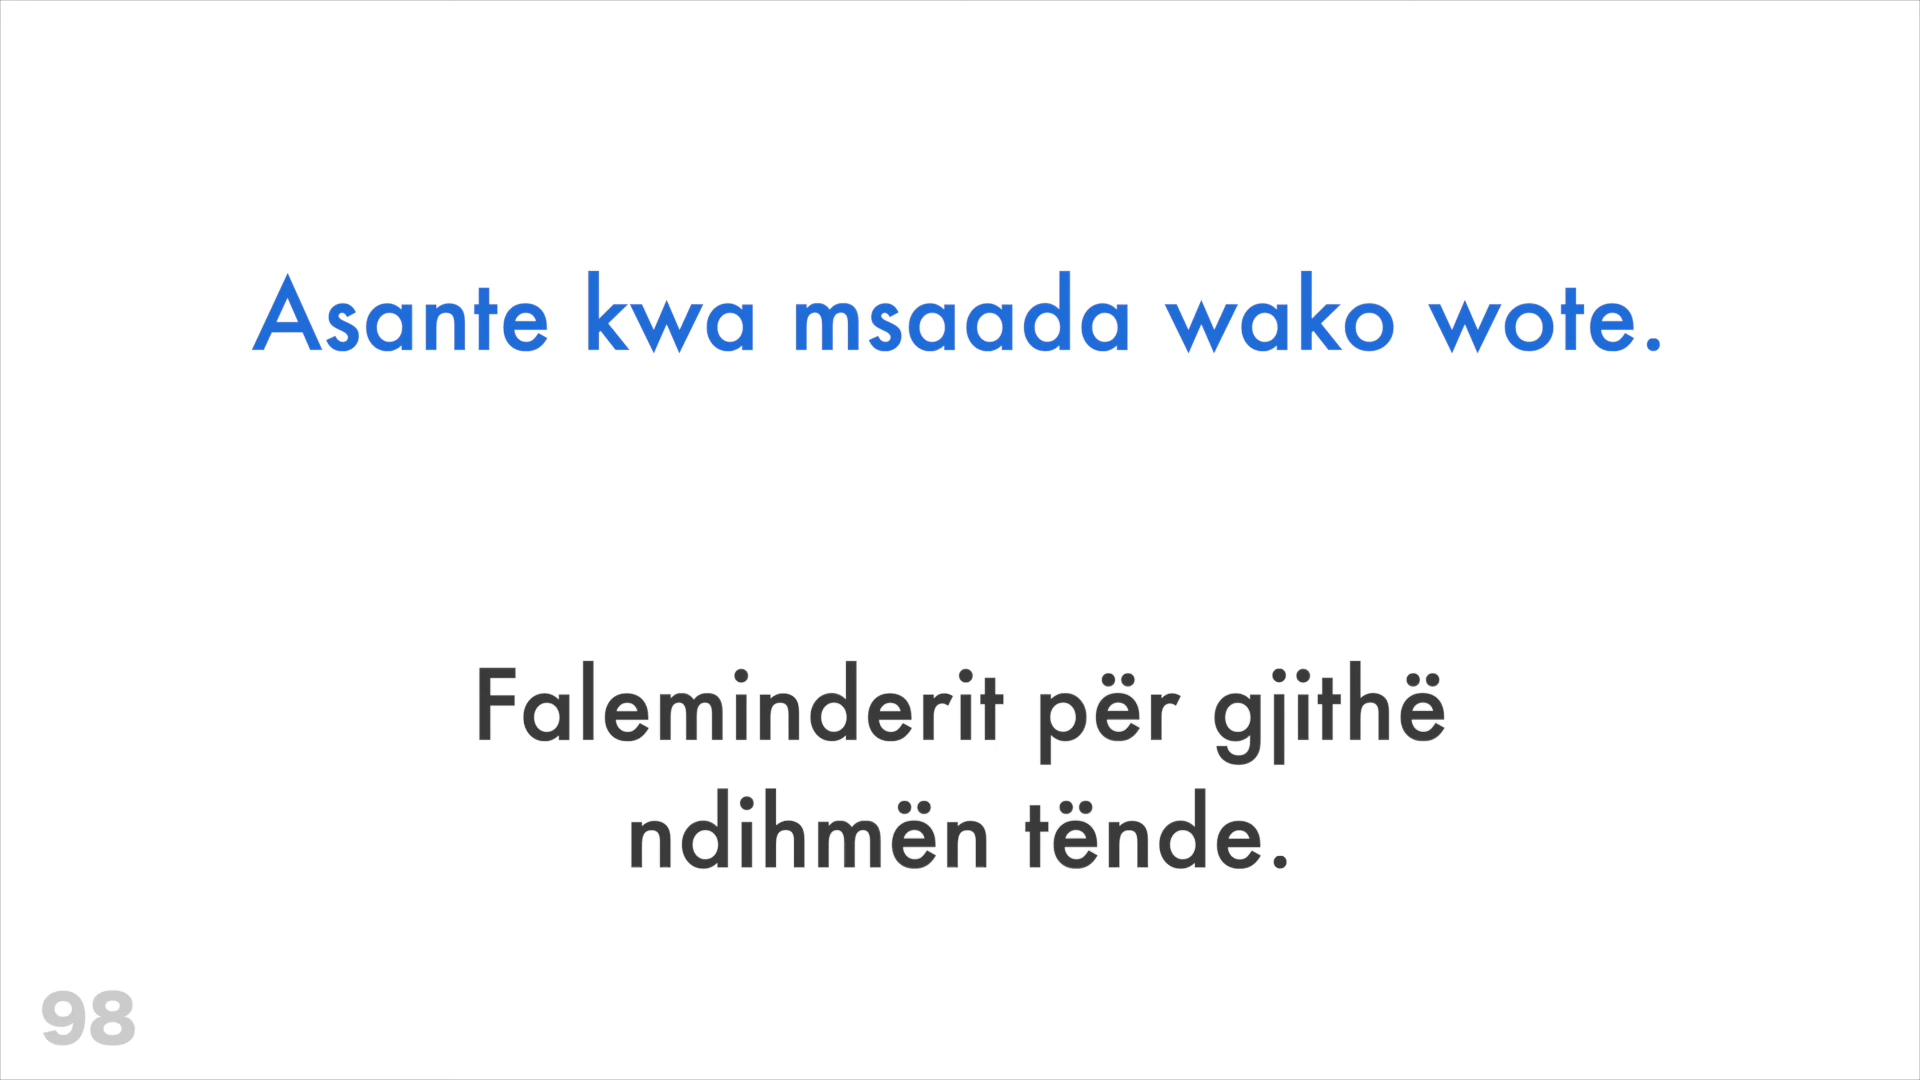 Asante kwa msaada wako wote.
Faleminderit për gjithë
ndihmën tënde.
98